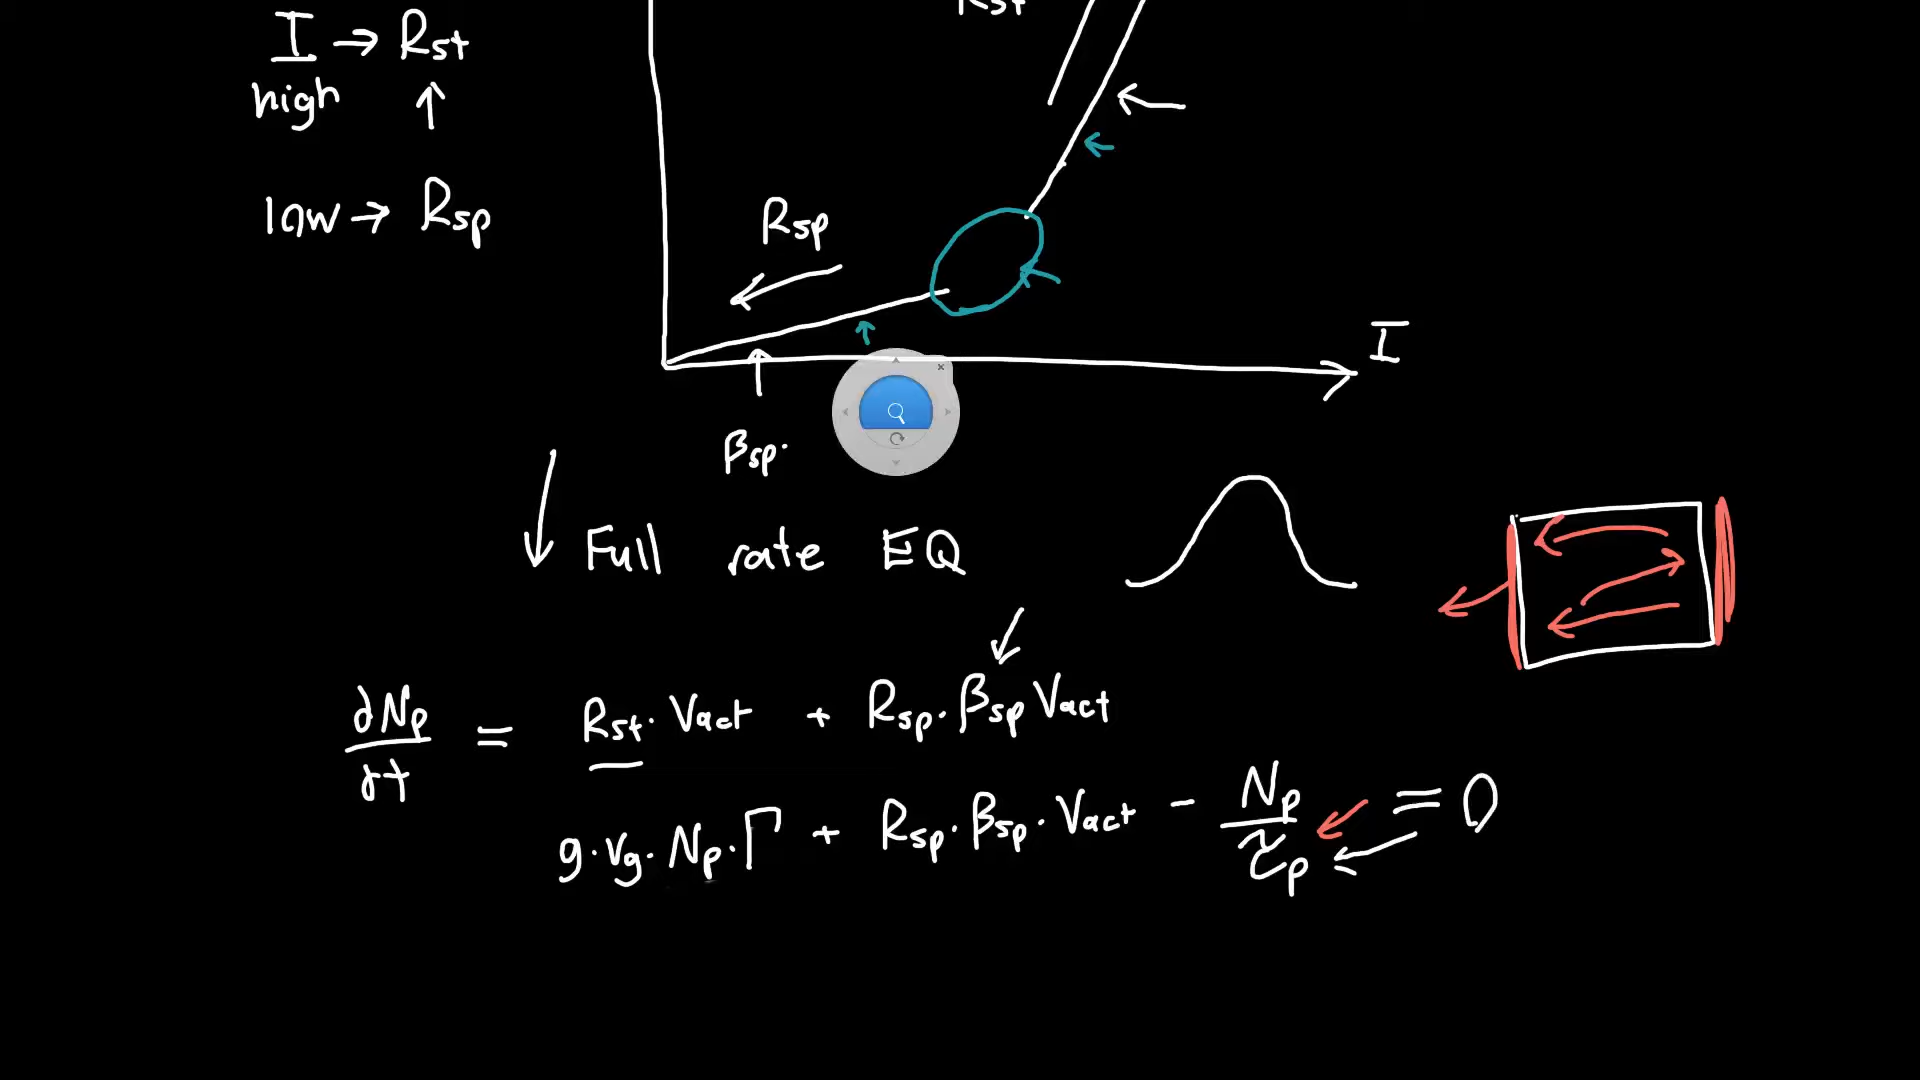 Rst
I → Rst
high ↑
low → Rsp
Rsp
I
βsp.
Full rate EQ
dNp/dt = Rst · Vact + Rsp · βsp Vact
g · vg · Np · Γ + Rsp · βsp · Vact - Np/τp = 0